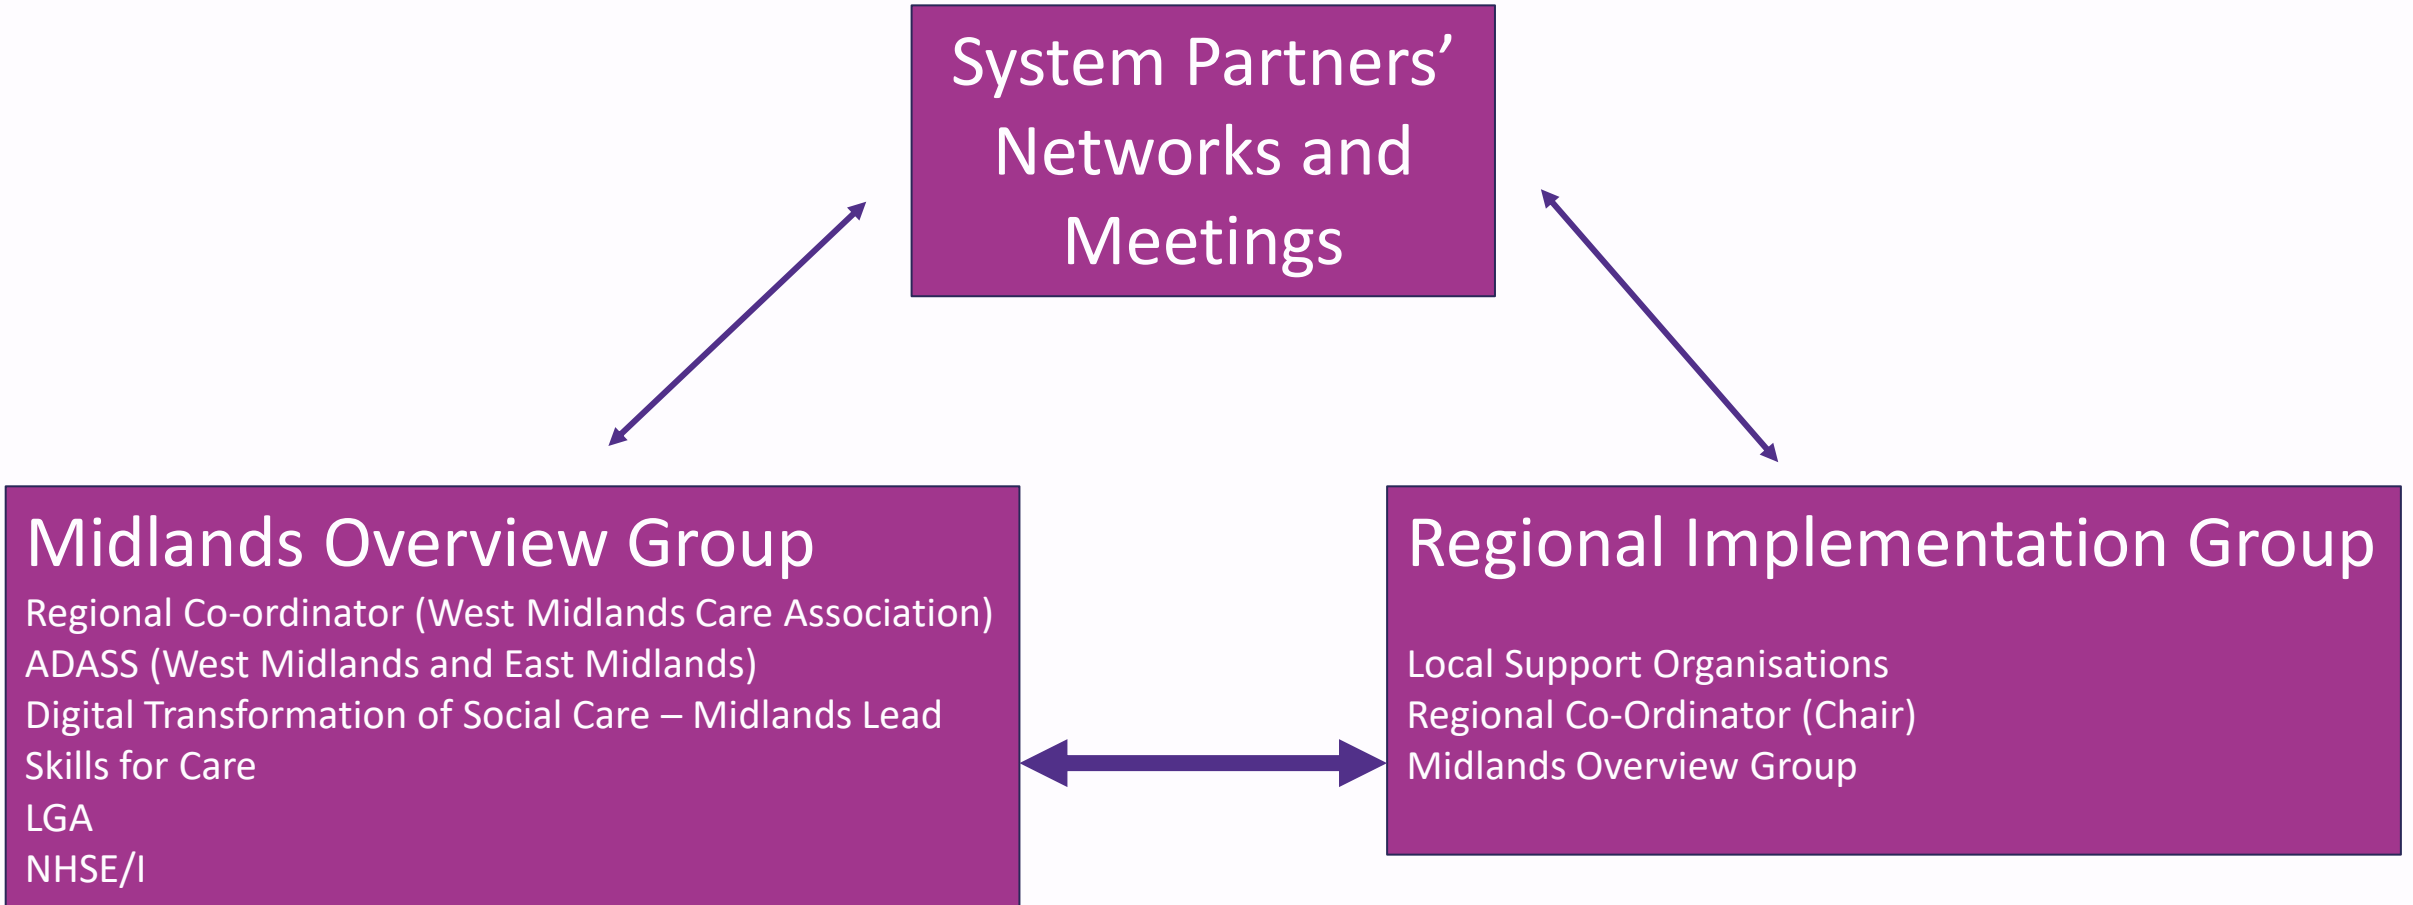 System Partners’
Networks and
Meetings
Midlands Overview Group
Regional Co-ordinator (West Midlands Care Association)
ADASS (West Midlands and East Midlands)
Digital Transformation of Social Care – Midlands Lead
Skills for Care
LGA
NHSE/I
Regional Implementation Group
Local Support Organisations
Regional Co-Ordinator (Chair)
Midlands Overview Group